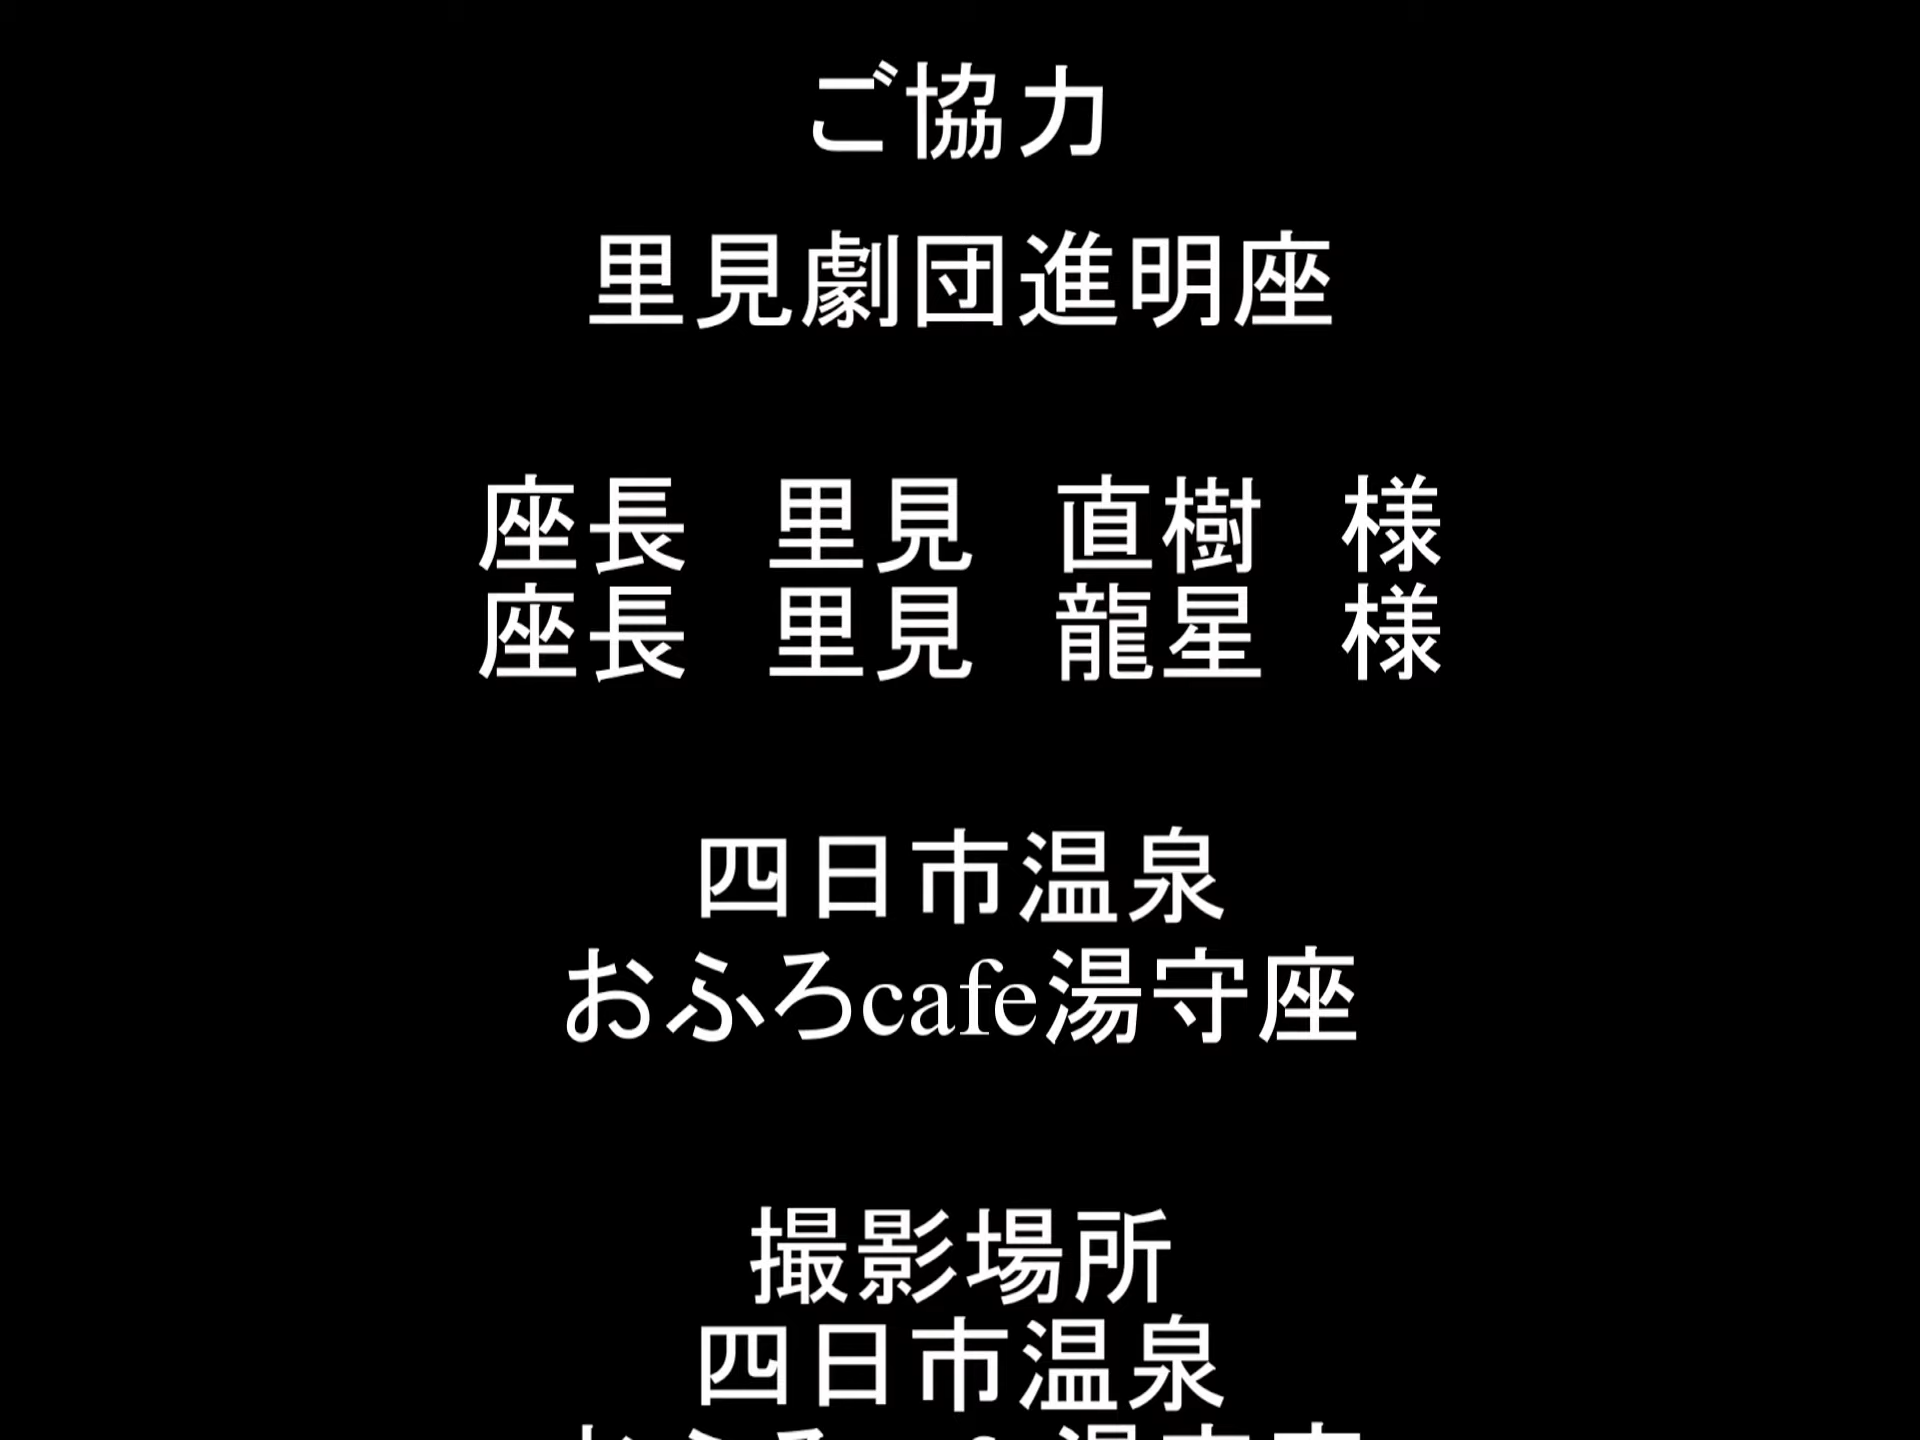 ご協力
里見劇団進明座
座長　里見　直樹　様
座長　里見　龍星　様
四日市温泉
おふろcafe湯守座
撮影場所
四日市温泉